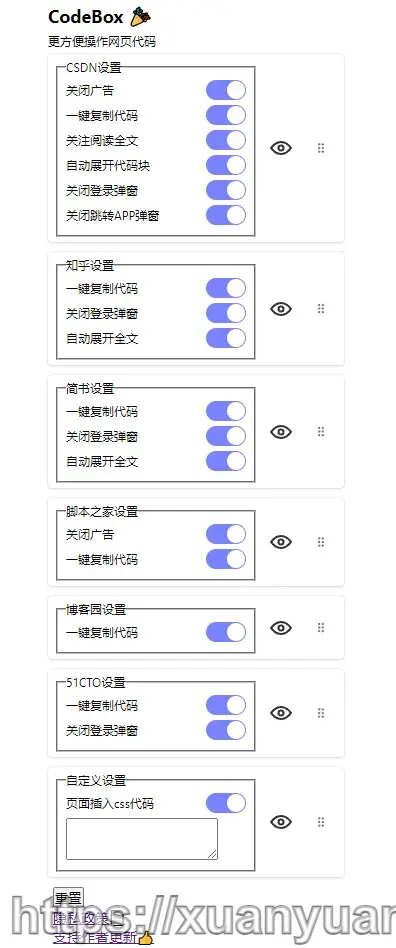 CodeBox
更方便操作网页代码
CSDN设置
关闭广告
一键复制代码
关注阅读全文
自动展开代码块
关闭登录弹窗
关闭跳转APP弹窗
知乎设置
一键复制代码
关闭登录弹窗
自动展开全文
简书设置
一键复制代码
关闭登录弹窗
自动展开全文
脚本之家设置
关闭广告
一键复制代码
博客园设置
一键复制代码
51CTO设置
一键复制代码
关闭登录弹窗
自定义设置
页面插入css代码
重置
隐私政策
https://xuanyuan
支持作者更新👍